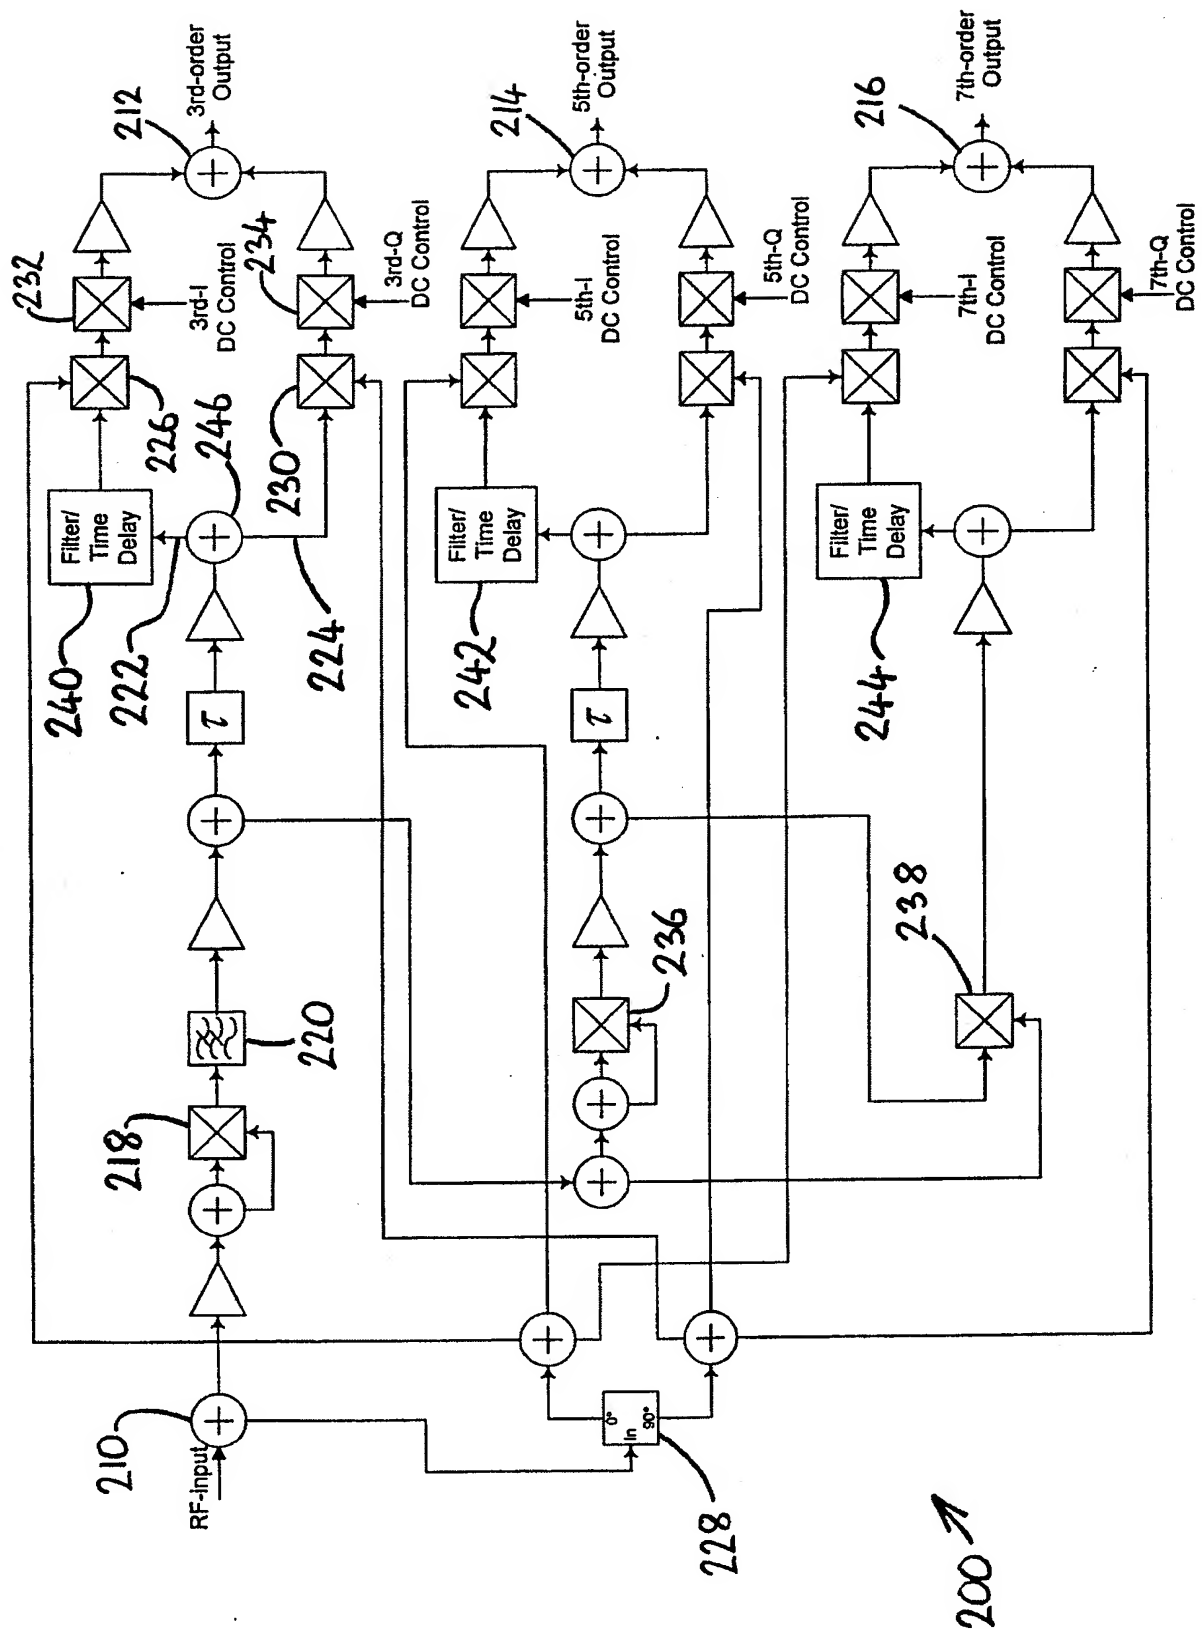 RF-Input
210
218
220
τ
240
222
Filter/
Time
Delay
246
224
226
232
3rd-I
DC Control
230
234
3rd-Q
DC Control
212
3rd-order
Output
236
τ
242
Filter/
Time
Delay
5th-I
DC Control
5th-Q
DC Control
214
5th-order
Output
228
In
0°
90°
238
244
Filter/
Time
Delay
7th-I
DC Control
7th-Q
DC Control
216
7th-order
Output
200